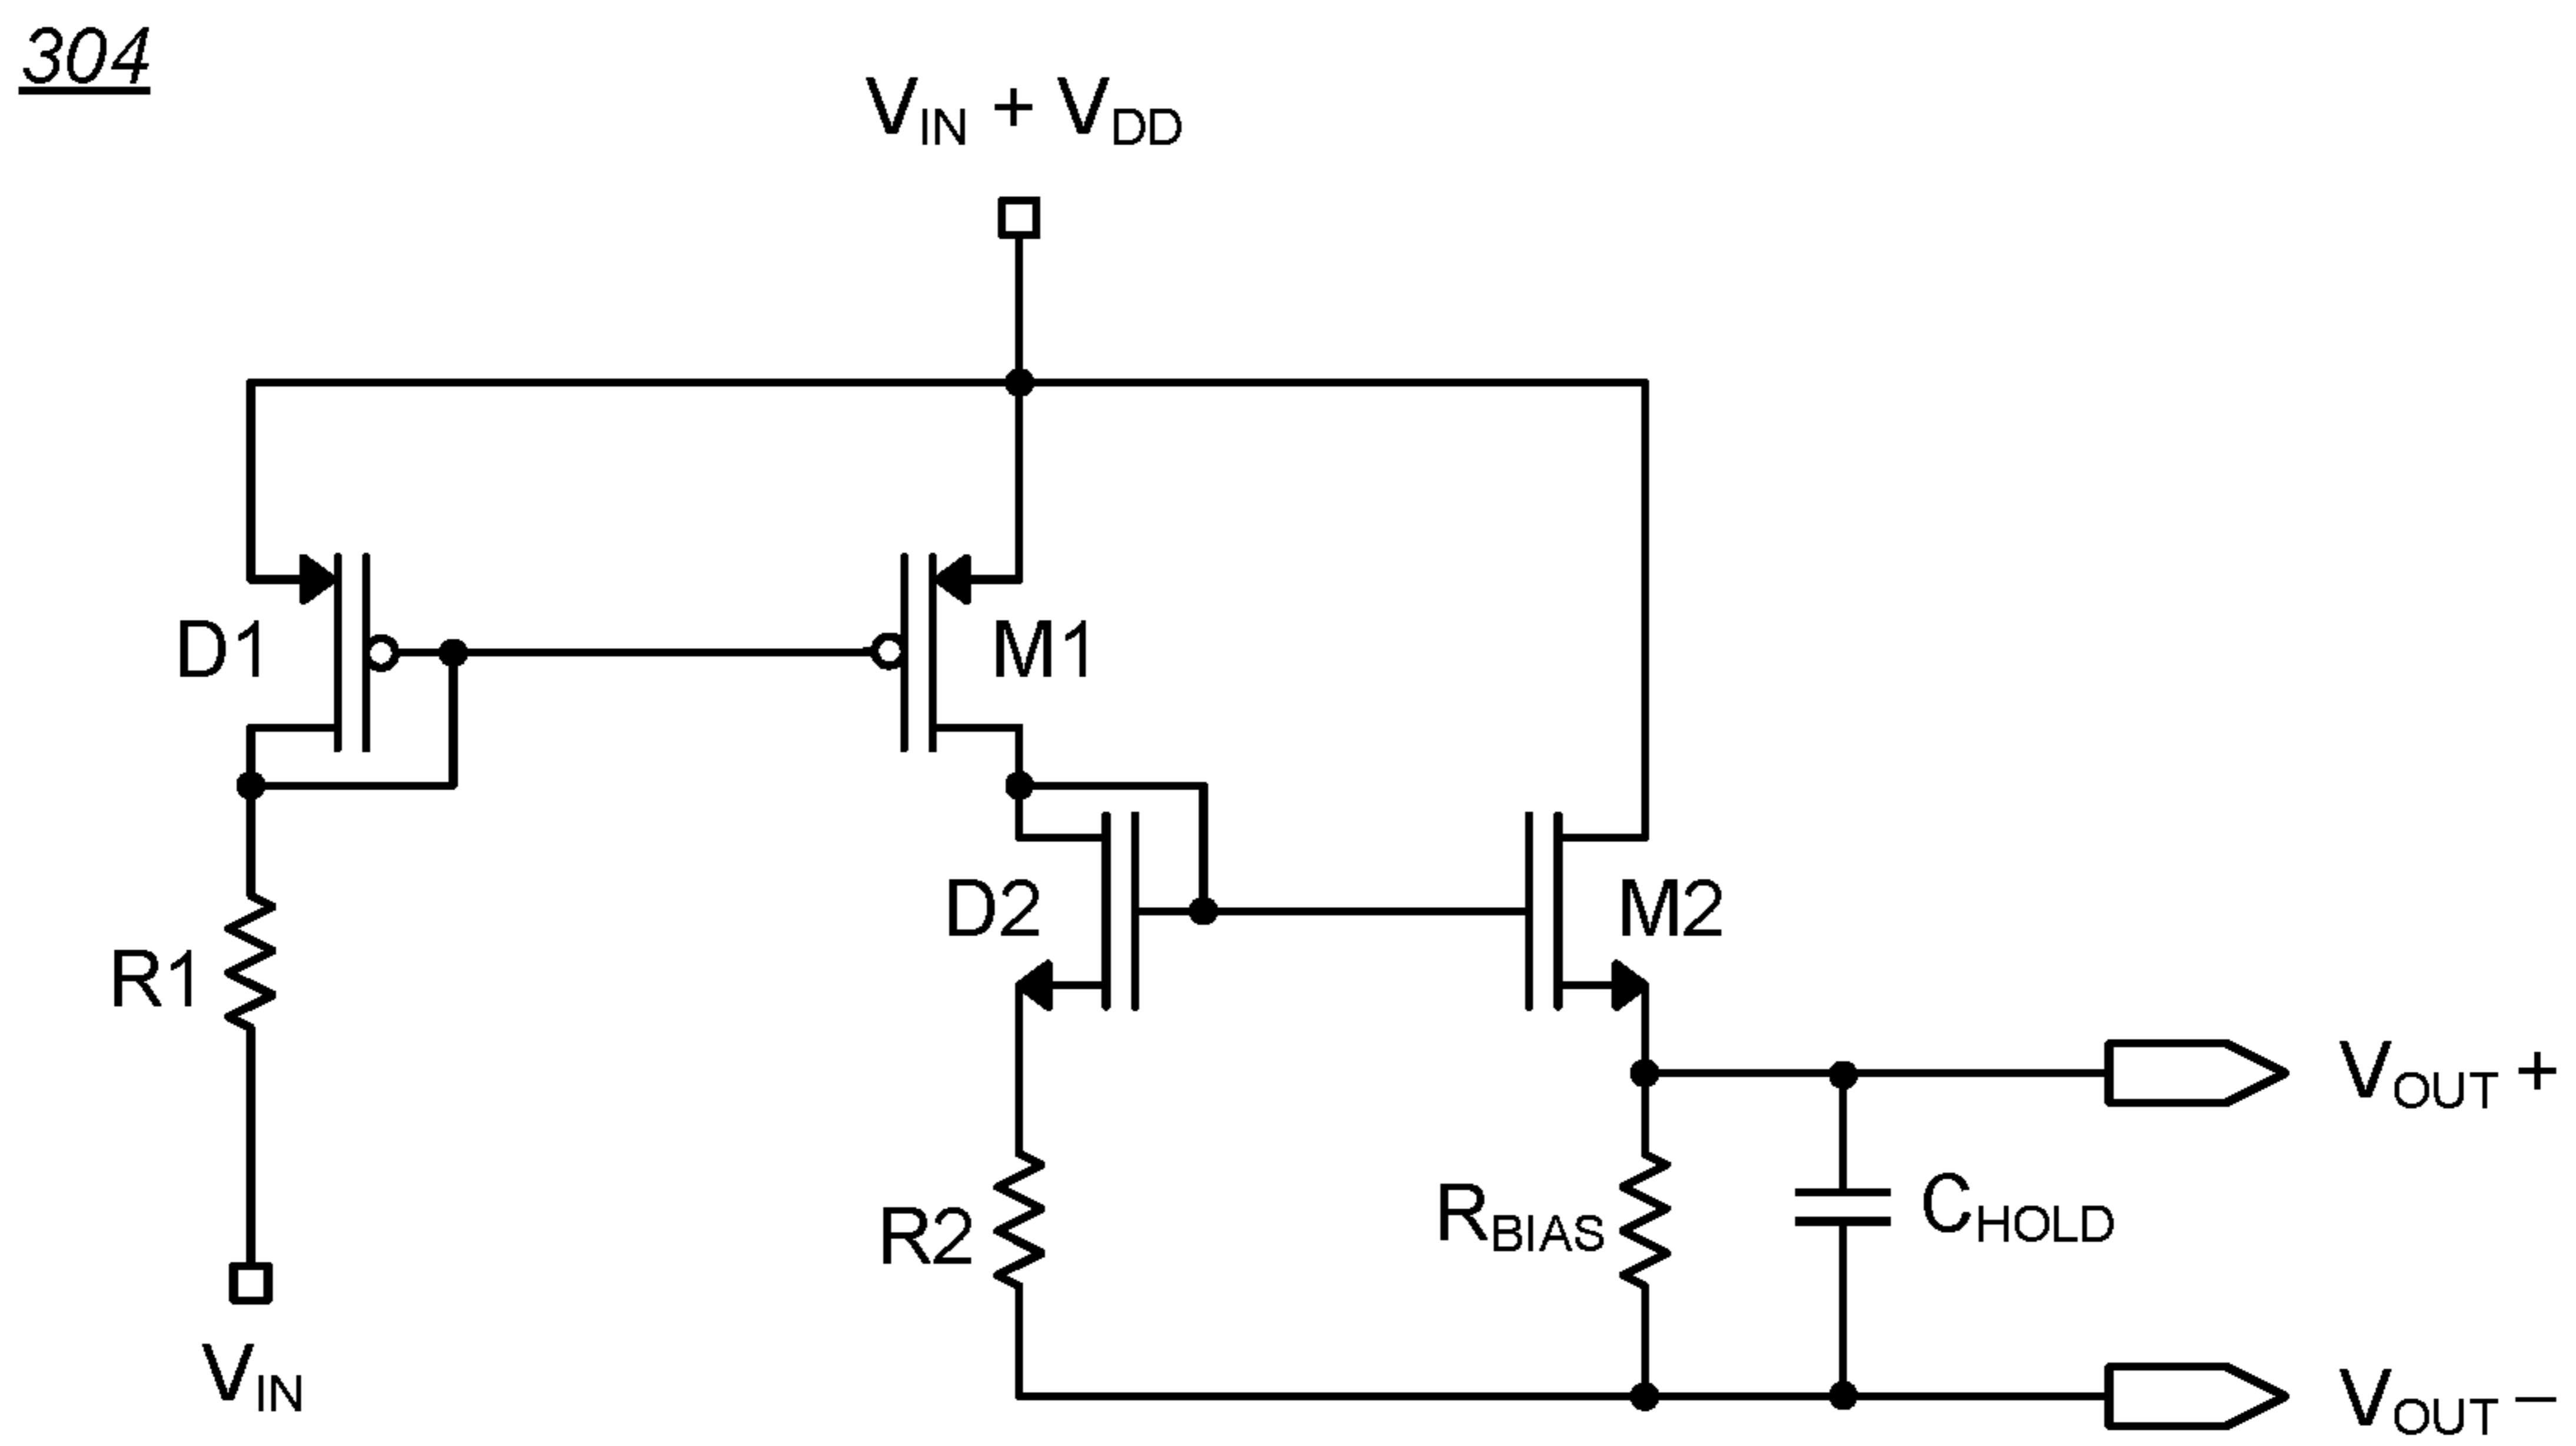 304
VIN + VDD
D1
M1
D2
M2
R1
VOUT +
R2
RBIAS
CHOLD
VIN
VOUT –